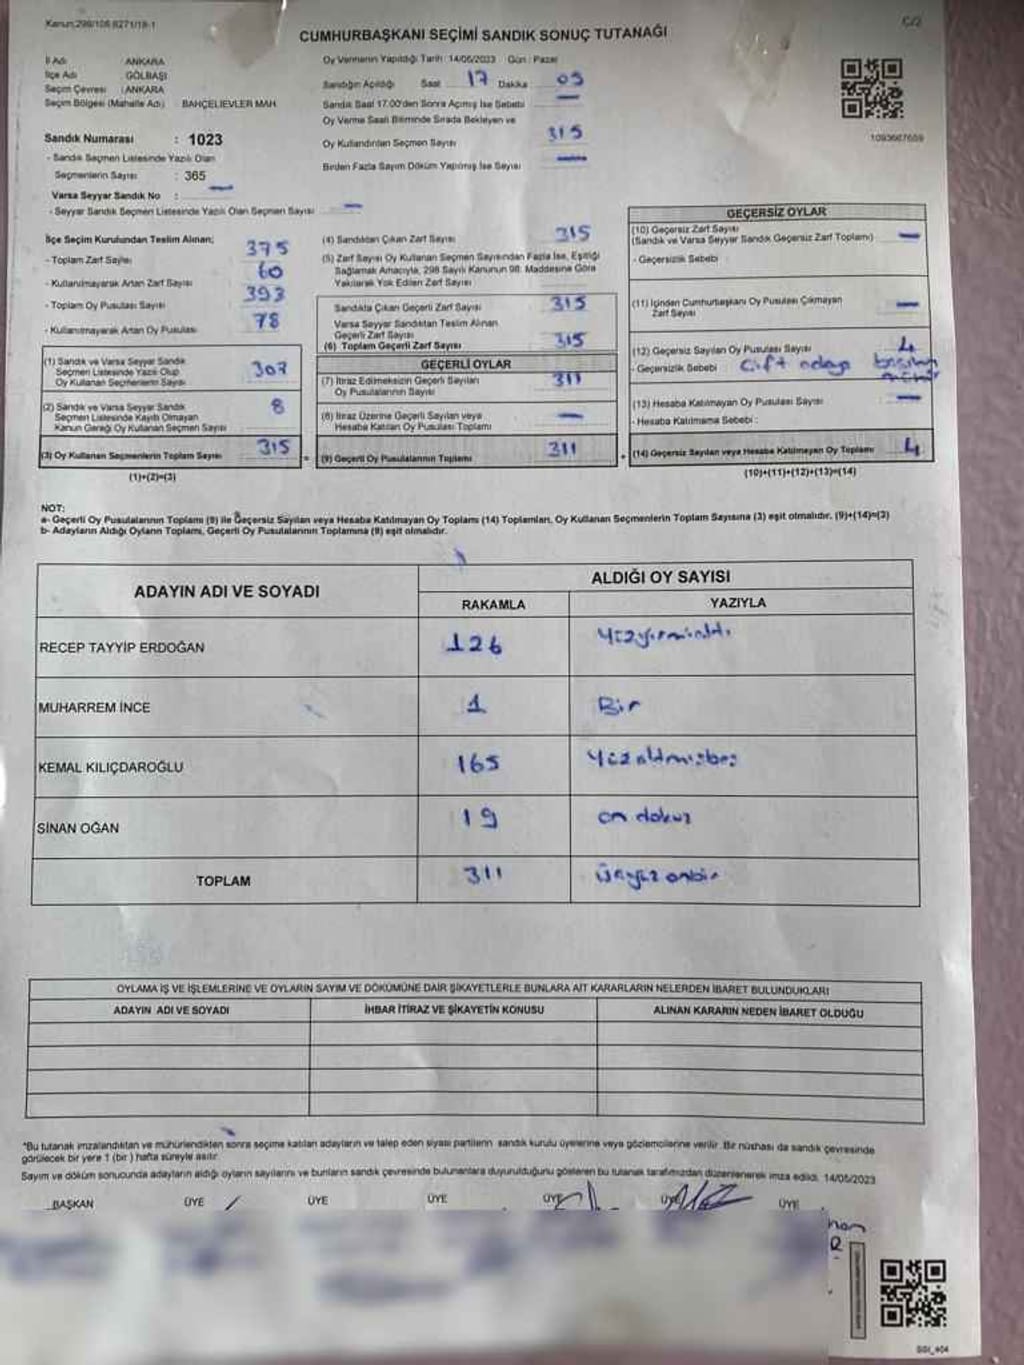 Kanun:298/106 6271/18-1
C/2
CUMHURBAŞKANI SEÇİMİ SANDIK SONUÇ TUTANAĞI
İl Adı ANKARA
İlçe Adı GÖLBAŞI
Seçim Çevresi : ANKARA
Seçim Bölgesi (Mahalle Adı) BAHÇELİEVLER MAH.
Sandık Numarası : 1023
- Sandık Seçmen Listesinde Yazılı Olan
Seçmenlerin Sayısı : 365
Varsa Seyyar Sandık No : —
- Seyyar Sandık Seçmen Listesinde Yazılı Olan Seçmen Sayısı —
Oy Vermenin Yapıldığı Tarih :14/05/2023 Gün : Pazar
Sandığın Açıldığı Saat 17 Dakika 05
Sandık Saat 17.00'den Sonra Açımış İse Sebebi —
Oy Verme Saati Bitiminde Sırada Bekleyen ve
Oy Kullandırılan Seçmen Sayısı 315
Birden Fazla Sayım Döküm Yapılmış İse Sayısı —
1093667659
İlçe Seçim Kurulundan Teslim Alınan;
- Toplam Zarf Sayısı 375
- Kullanılmayarak Artan Zarf Sayısı 60
- Toplam Oy Pusulası Sayısı 393
- Kullanılmayarak Artan Oy Pusulası 78
(1) Sandık ve Varsa Seyyar Sandık
Seçmen Listesinde Yazılı Olup
Oy Kullanan Seçmenlerin Sayısı 307
(2) Sandık ve Varsa Seyyar Sandık
Seçmen Listesinde Kayıtlı Olmayan
Kanun Gereği Oy Kullanan Seçmen Sayısı 8
(3) Oy Kullanan Seçmenlerin Toplam Sayısı 315
(1)+(2)=(3)
(4) Sandıktan Çıkan Zarf Sayısı 315
(5) Zarf Sayısı Oy Kullanan Seçmen Sayısından Fazla İse, Eşitliği
Sağlamak Amacıyla, 298 Sayılı Kanunun 98. Maddesine Göre
Yakılarak Yok Edilen Zarf Sayısı
Sandıkta Çıkan Geçerli Zarf Sayısı 315
Varsa Seyyar Sandıktan Teslim Alınan
Geçerli Zarf Sayısı
(6) Toplam Geçerli Zarf Sayısı 315
GEÇERLİ OYLAR
(7) İtiraz Edilmeksizin Geçerli Sayılan
Oy Pusulasının Sayısı 311
(8) İtiraz Üzerine Geçerli Sayılan veya
Hesaba Katılan Oy Pusulası Toplamı —
= (9) Geçerli Oy Pusulalarının Toplamı 311 +
GEÇERSİZ OYLAR
(10) Geçersiz Zarf Sayısı
(Sandık ve Varsa Seyyar Sandık Geçersiz Zarf Toplamı) —
- Geçersizlik Sebebi :
(11) İçinden Cumhurbaşkanı Oy Pusulası Çıkmayan
Zarf Sayısı —
(12) Geçersiz Sayılan Oy Pusulası Sayısı 4
- Geçersizlik Sebebi Çift adaya
(13) Hesaba Katılmayan Oy Pusulası Sayısı —
- Hesaba Katılmama Sebebi :
(14) Geçersiz Sayılan veya Hesaba Katılmayan Oy Toplamı 4
(10)+(11)+(12)+(13)=(14)
NOT:
a- Geçerli Oy Pusulalarının Toplamı (9) ile Geçersiz Sayılan veya Hesaba Katılmayan Oy Toplamı (14) Toplamları, Oy Kullanan Seçmenlerin Toplam Sayısına (3) eşit olmalıdır. (9)+(14)=(3)
b- Adayların Aldığı Oyların Toplamı, Geçerli Oy Pusulalarının Toplamına (9) eşit olmalıdır.
ADAYIN ADI VE SOYADI ALDIĞI OY SAYISI
RAKAMLA YAZIYLA
RECEP TAYYİP ERDOĞAN 126 Yüzyirmialtı
MUHARREM İNCE 1 Bir
KEMAL KILIÇDAROĞLU 165 Yüzaltmışbeş
SİNAN OĞAN 19 on dokuz
TOPLAM 311 Üçyüz onbir
OYLAMA İŞ VE İŞLEMLERİNE VE OYLARIN SAYIM VE DÖKÜMÜNE DAİR ŞİKAYETLERLE BUNLARA AİT KARARLARIN NELERDEN İBARET BULUNDUKLARI
ADAYIN ADI VE SOYADI İHBAR İTİRAZ VE ŞİKAYETİN KONUSU ALINAN KARARIN NEDEN İBARET OLDUĞU
*Bu tutanak imzalandıktan ve mühürlendikten sonra seçime katılan adayların ve talep eden siyasi partilerin sandık kurulu üyelerine veya gözlemcilerine verilir. Bir nüshası da sandık çevresinde
görülecek bir yere 1 (bir) hafta süreyle asılır.
Sayım ve döküm sonucunda adayların aldığı oyların sayılarını ve bunların sandık çevresinde bulunanlara duyurulduğunu gösteren bu tutanak tarafımızdan düzenlenerek imza edildi. 14/05/2023
BAŞKAN ÜYE ÜYE ÜYE ÜYE ÜYE ÜYE